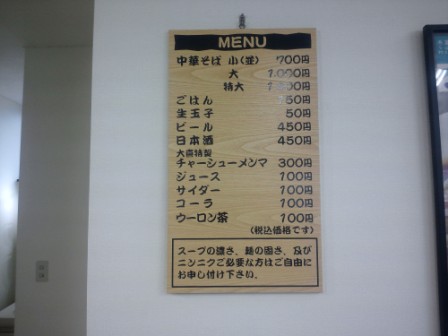 MENU
中華そば 小(並) 700円
大 1,000円
特大
ごはん
生玉子 50円
ビール 450円
日本酒 450円
チャーシューメンマ 300円
ジュース 100円
サイダー 100円
コーラ 100円
ウーロン茶 100円
(税込価格です)
スープの濃さ、麺の固さ、及び
ニンニクご必要な方はご自由に
お申し付け下さい。